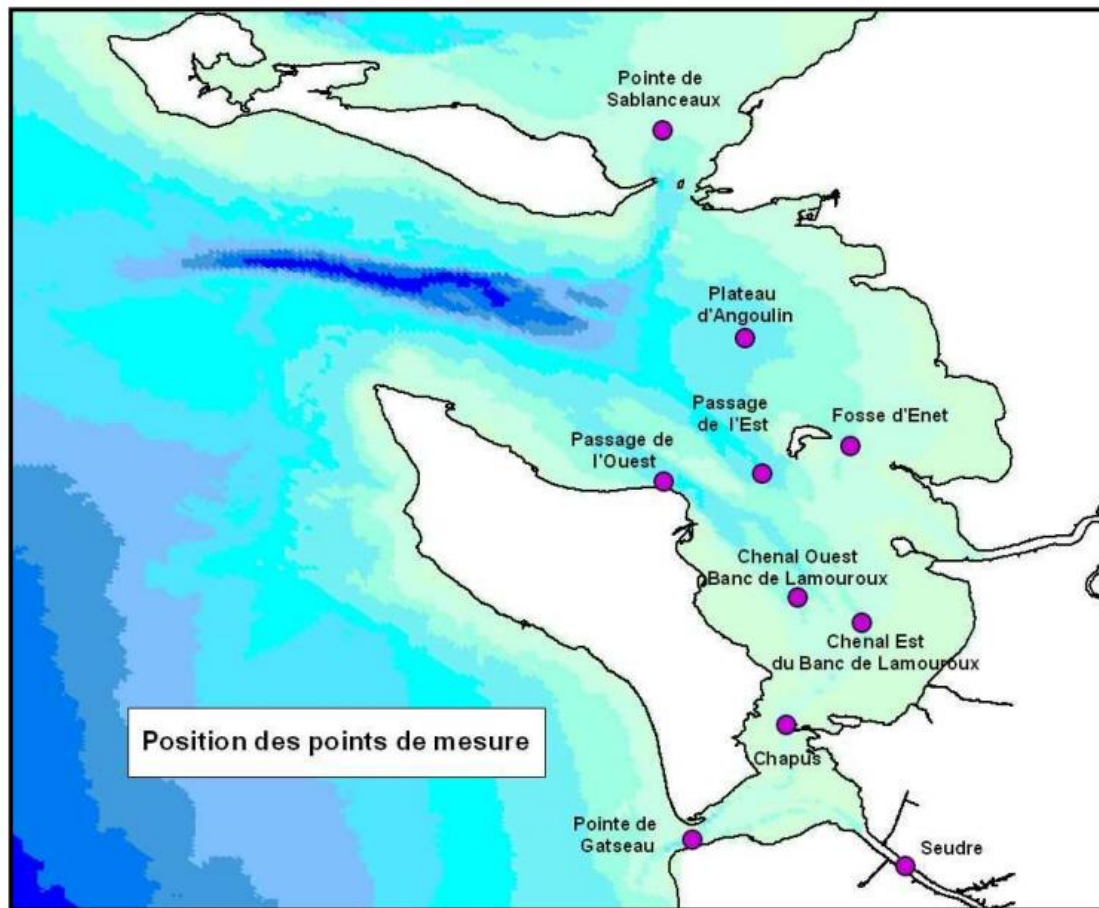 Pointe de
Sablanceaux
Plateau
d'Angoulin
Passage
de l'Est
Fosse d'Enet
Passage de
l'Ouest
Chenal Ouest
Banc de Lamouroux
Chenal Est
du Banc de Lamouroux
Position des points de mesure
Chapus
Pointe de
Gatseau
Seudre